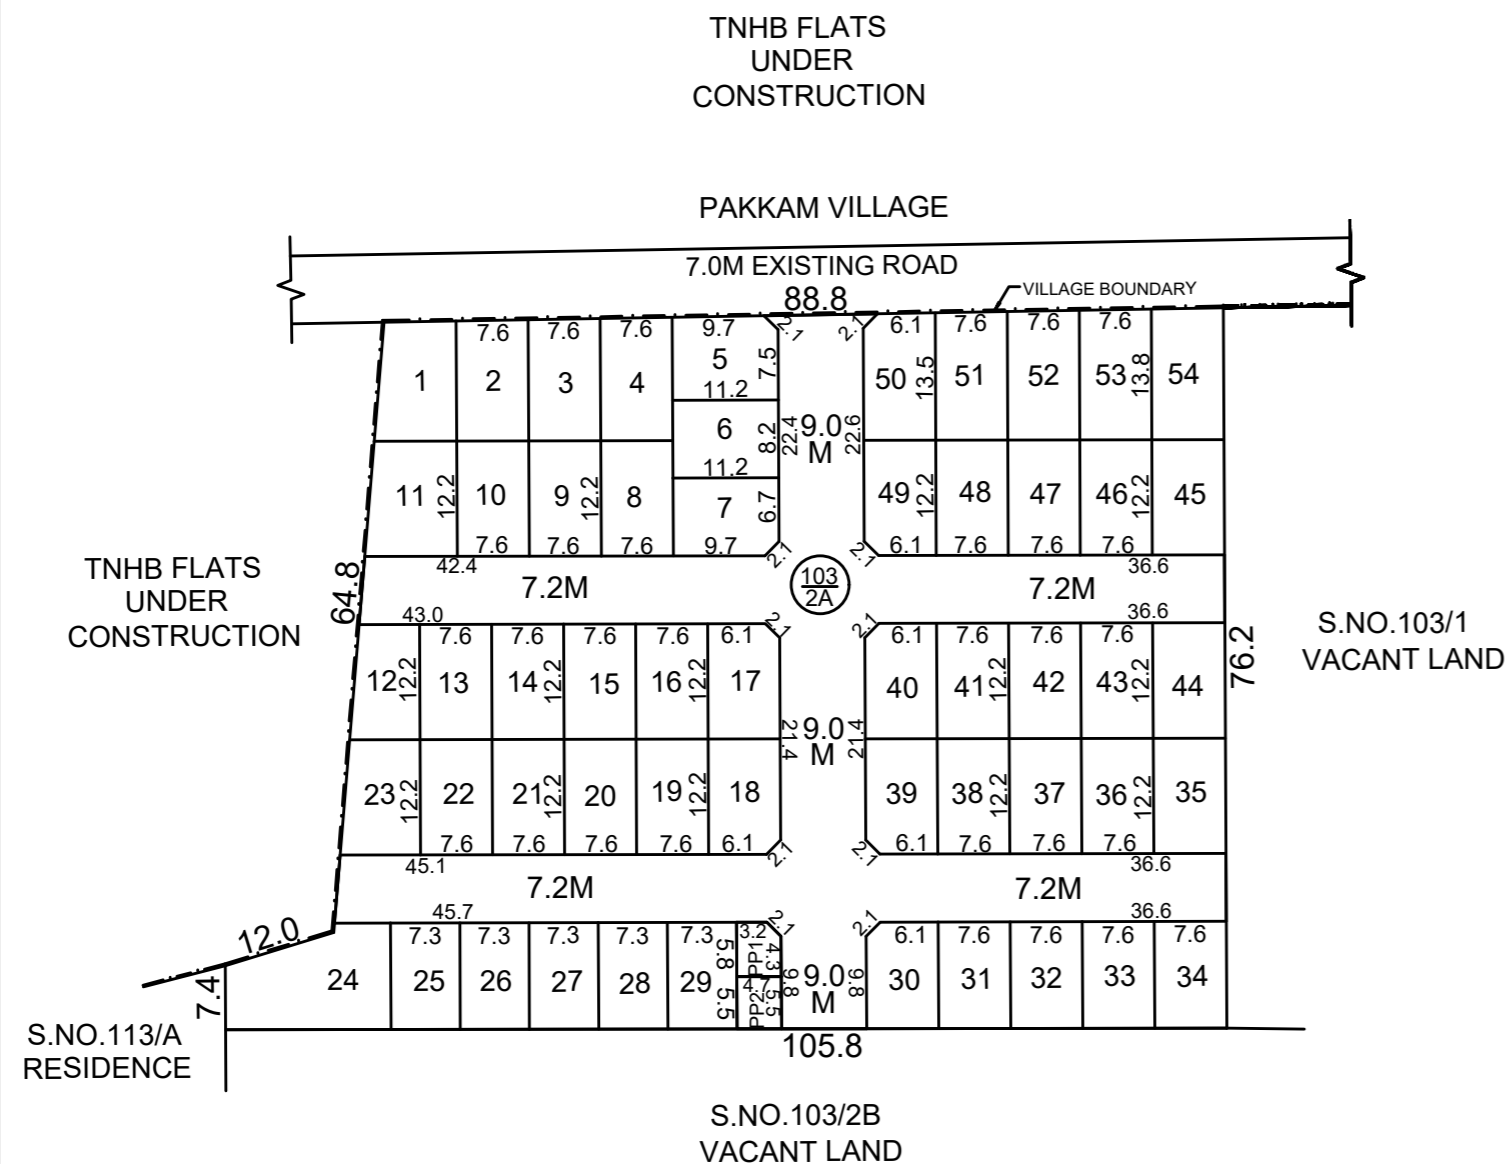 TNHB FLATS
UNDER
CONSTRUCTION
PAKKAM VILLAGE
7.0M EXISTING ROAD
88.8
VILLAGE BOUNDARY
7.6 7.6 7.6 9.7 2.1 2.1 6.1 7.6 7.6 7.6
1 2 3 4 5 7.5 50 13.5 51 52 53 13.8 54
11.2
6 8.2 22.4 9.0 22.6
M
11.2
11 12.2 10 9 12.2 8 7 6.7 49 12.2 48 47 46 12.2 45
7.6 7.6 7.6 9.7 2.1 2.1 6.1 7.6 7.6 7.6
42.4 36.6
7.2M 103 7.2M
2A
43.0 36.6
TNHB FLATS
UNDER
CONSTRUCTION
64.8
7.6 7.6 7.6 7.6 6.1 2.1 2.1 6.1 7.6 7.6 7.6
12 12.2 13 14 12.2 15 16 12.2 17 40 41 12.2 42 43 12.2 44
76.2
S.NO.103/1
VACANT LAND
21.4 9.0 21.4
M
23 12.2 22 21 12.2 20 19 12.2 18 39 38 12.2 37 36 12.2 35
7.6 7.6 7.6 7.6 6.1 2.1 2.1 6.1 7.6 7.6 7.6
45.1 36.6
7.2M 7.2M
45.7 36.6
12.0
7.3 7.3 7.3 7.3 7.3 3.2 2.1 2.1 6.1 7.6 7.6 7.6 7.6
5.8 PP1 4.3
24 25 26 27 28 29 4.7 9.8 9.0 9.8 30 31 32 33 34
M
5.5 PP2 5.5
7.4
S.NO.113/A
RESIDENCE
105.8
S.NO.103/2B
VACANT LAND